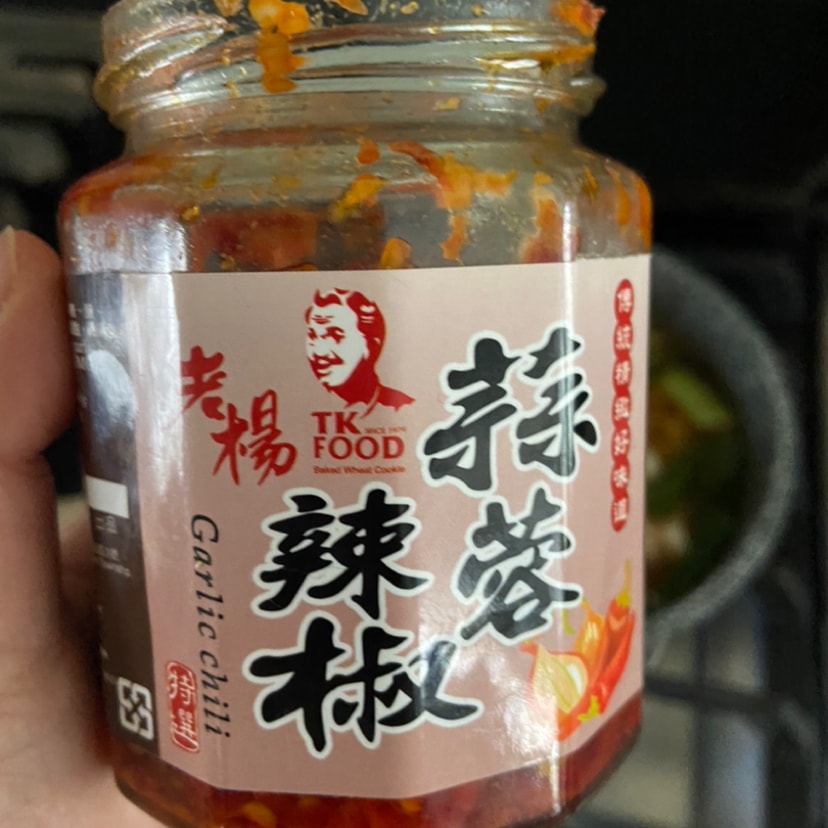 老楊
TK
SINCE 1970
FOOD
Baked Wheat Cookie
蒜蓉
辣椒
傳統精緻好味道
Garlic chili
特選